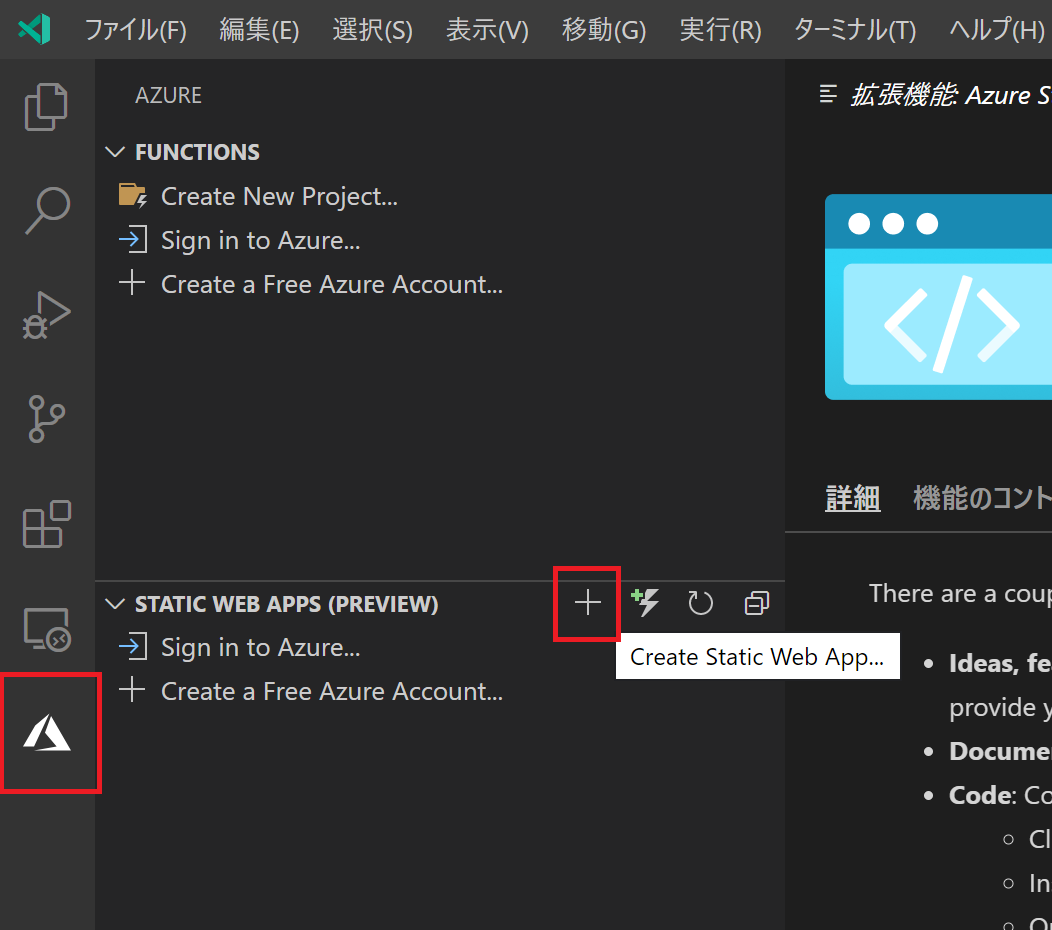 ファイル(F) 編集(E) 選択(S) 表示(V) 移動(G) 実行(R) ターミナル(T) ヘルプ(H)
AZURE
拡張機能: Azure S
FUNCTIONS
Create New Project...
Sign in to Azure...
Create a Free Azure Account...
詳細 機能のコント
STATIC WEB APPS (PREVIEW)
Create Static Web App...
Sign in to Azure...
Create a Free Azure Account...
There are a coup
Ideas, fea
provide y
Documen
Code: Co
Cl
In